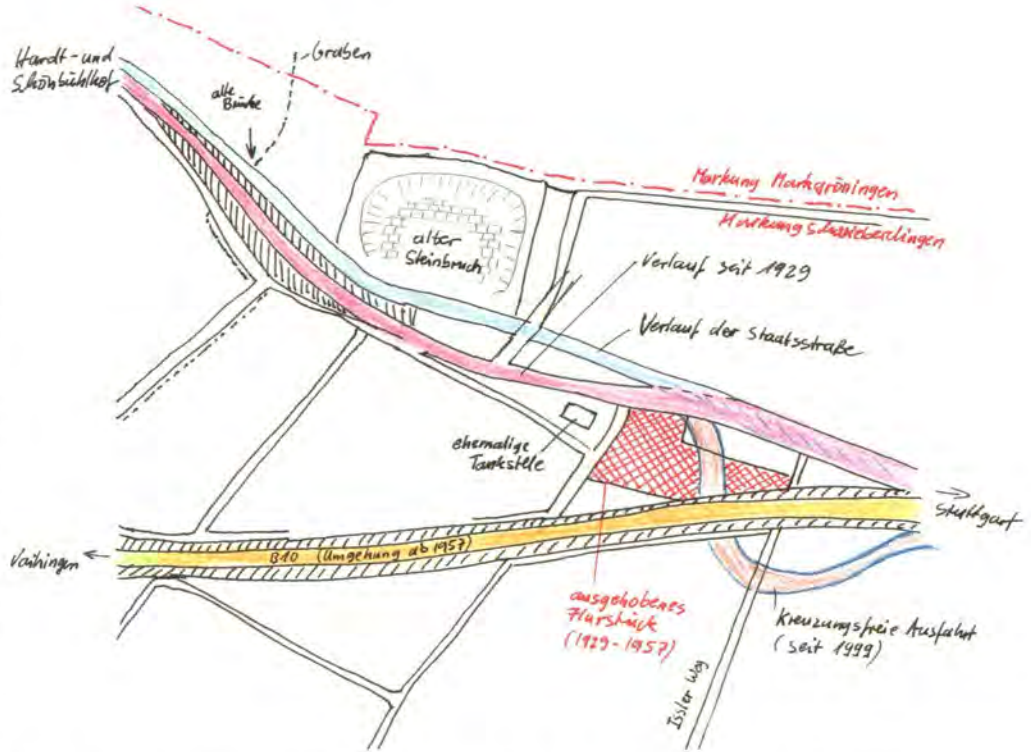 Hardt- und
Schönbühlhof
Graben
alte
Brücke
Markung Markgröningen
Markung Schwieberdingen
alter
Steinbruch
Verlauf seit 1929
Verlauf der Staatsstraße
ehemalige
Tankstelle
Stuttgart
Vaihingen
B10 (Umgehung ab 1957)
ausgehobenes
Flurstück
(1929-1957)
Kreuzungsfreie Ausfahrt
(seit 1999)
Issler Weg